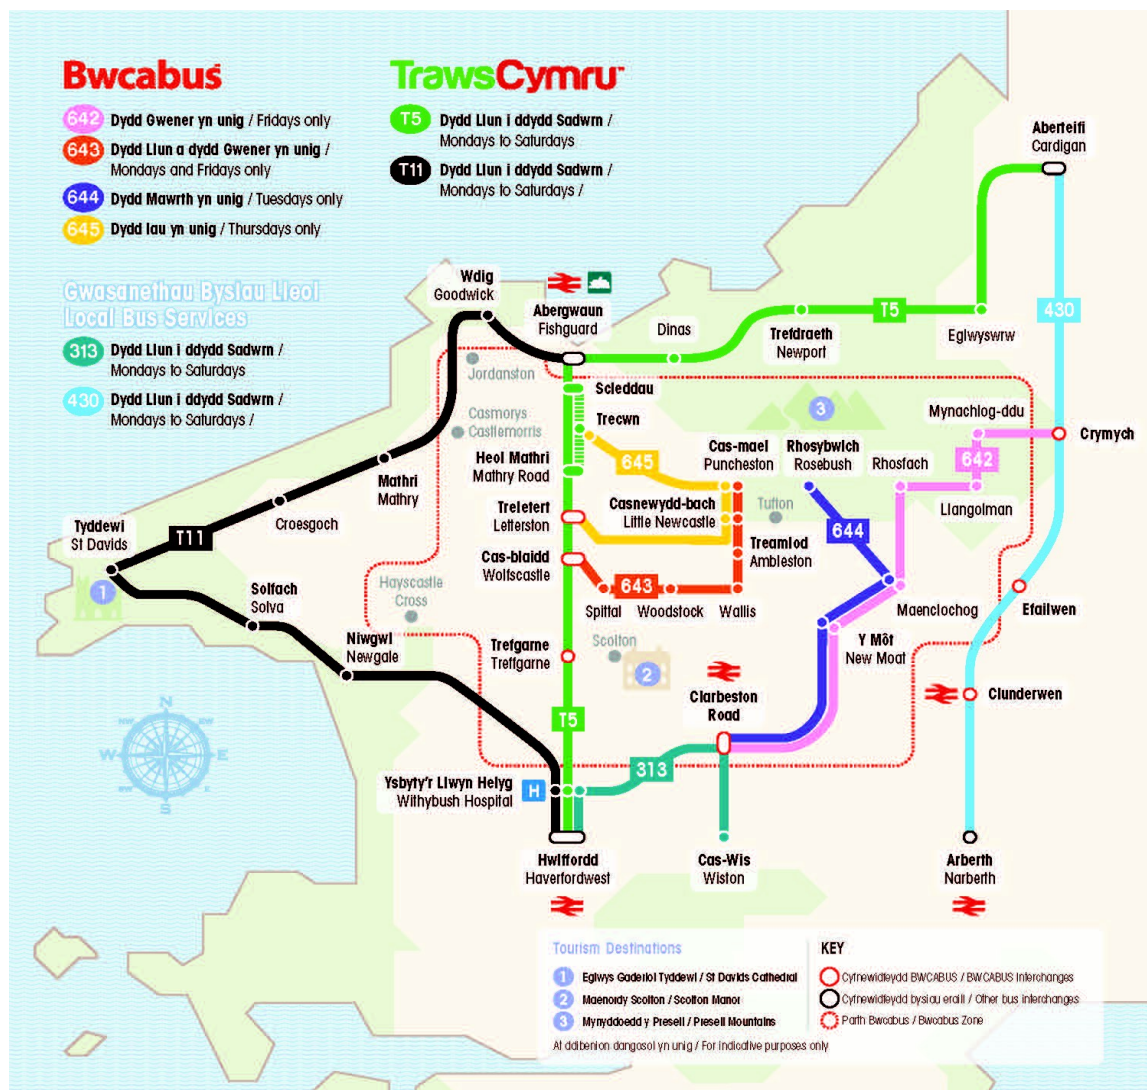 Bwcabus
642 Dydd Gwener yn unig / Fridays only
643 Dydd Llun a dydd Gwener yn unig /
Mondays and Fridays only
644 Dydd Mawrth yn unig / Tuesdays only
645 Dydd Iau yn unig / Thursdays only
TrawsCymru
T5 Dydd Llun i ddydd Sadwrn /
Mondays to Saturdays
T11 Dydd Llun i ddydd Sadwrn /
Mondays to Saturdays /
Gwasanethau Bysiau Lleol
Local Bus Services
313 Dydd Llun i ddydd Sadwrn /
Mondays to Saturdays
430 Dydd Llun i ddydd Sadwrn /
Mondays to Saturdays /
Aberteifi
Cardigan
Wdig
Goodwick
Abergwaun
Fishguard
Dinas
Trefdraeth
Newport
T5
Eglwyswrw
430
Jordanston
Scleddau
Casmorys
Castlemorris
Trecwn
3
Mynachlog-ddu
Crymych
Heol Mathri
Mathry Road
645
Cas-mael
Puncheston
Rhosybwlch
Rosebush
Rhosfach
642
Llangolman
Mathri
Mathry
Croesgoch
Treletert
Letterston
Casnewydd-bach
Little Newcastle
Tufton
Tyddewi
St Davids
T11
Cas-blaidd
Wolfscastle
Treamlod
Ambleston
644
1
Solfach
Solva
Hayscastle
Cross
643
Spittal
Woodstock
Wallis
Maenclochog
Efailwen
Niwgwl
Newgale
Trefgarne
Treffgarne
Scolton
2
Y Môt
New Moat
Clarbeston
Road
Clunderwen
N
W
E
S
T5
313
Ysbyty'r Llwyn Helyg
Withybush Hospital
H
Hwlffordd
Haverfordwest
Cas-Wis
Wiston
Arberth
Narberth
Tourism Destinations
1 Eglwys Gaderiol Tyddewi / St Davids Cathedral
2 Maenordy Scolton / Scolton Manor
3 Mynyddoedd y Preseli / Preseli Mountains
At ddibenion dangosol yn unig / For indicative purposes only
KEY
Cyfnewidfeydd BWCABUS / BWCABUS Interchanges
Cyfnewidfeydd bysiau eraill / Other bus interchanges
Parth Bwcabus / Bwcabus Zone